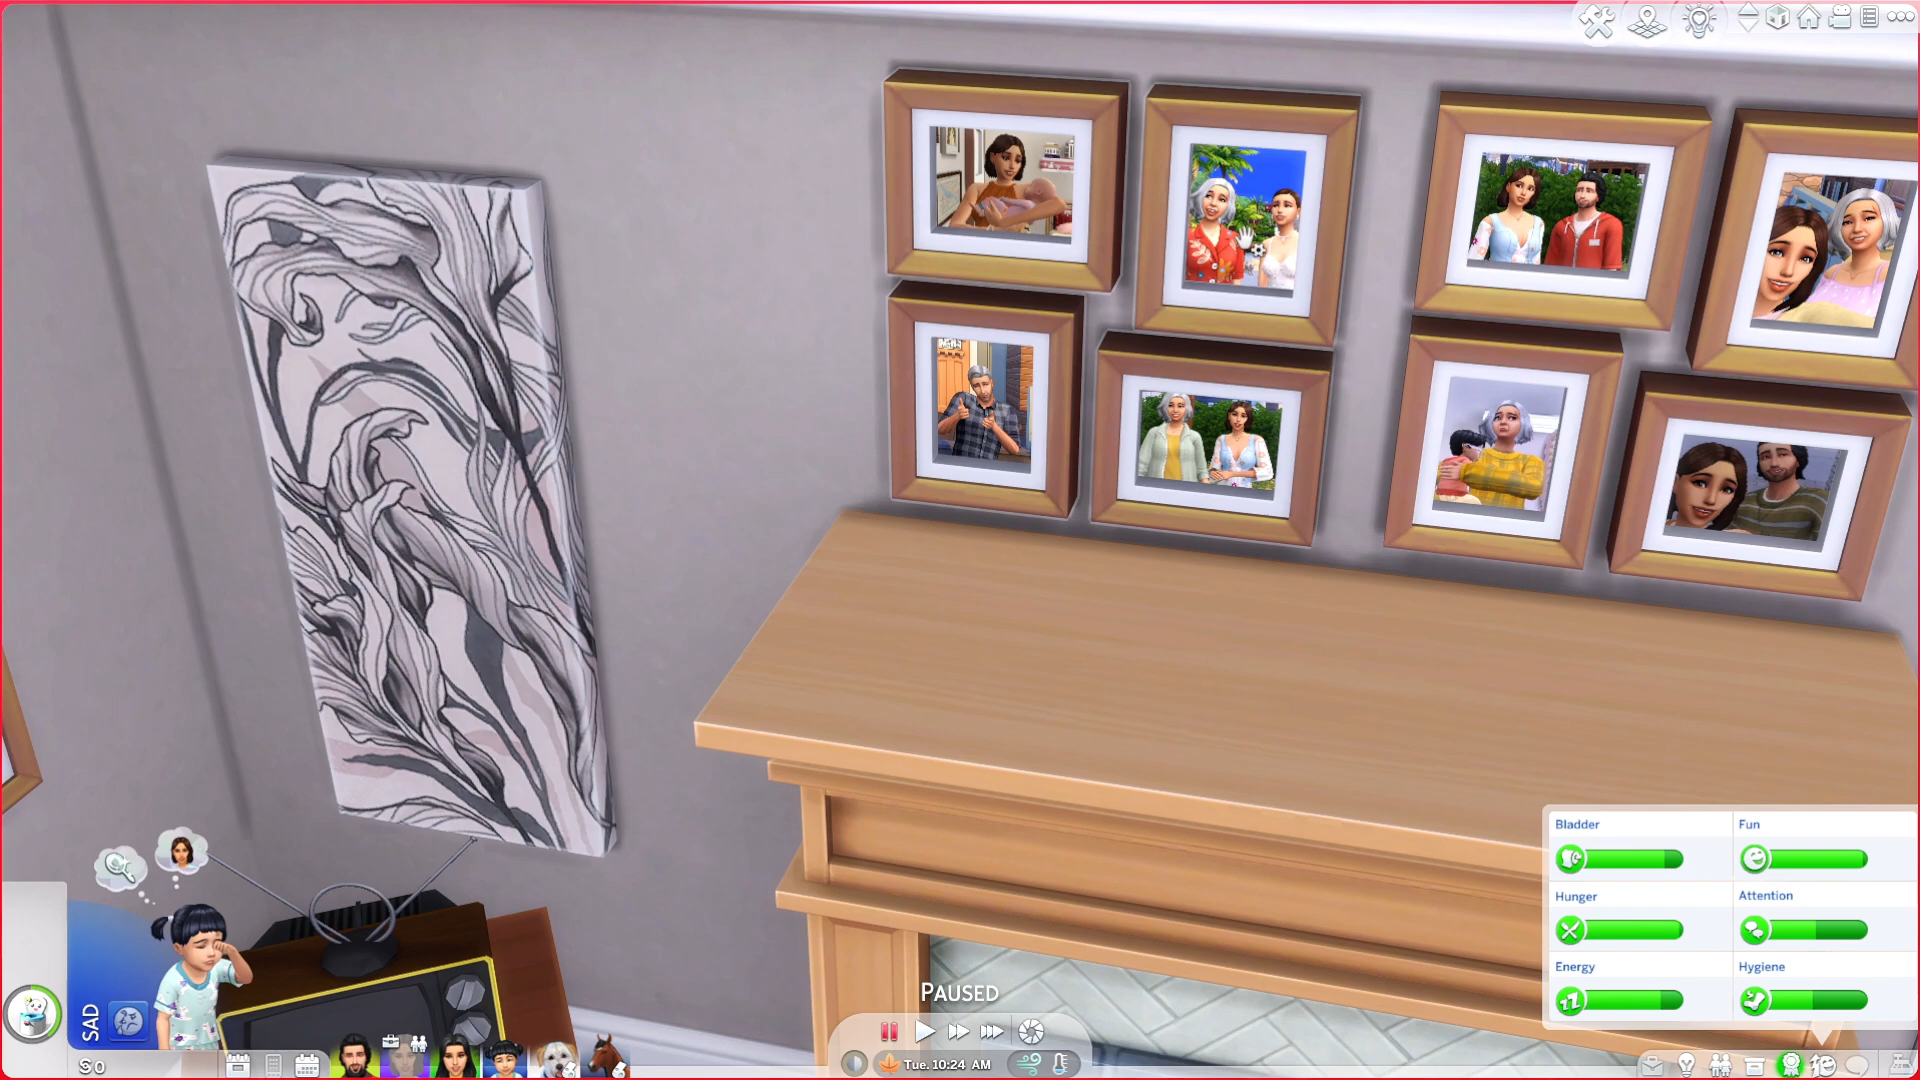 Bladder
Fun
Hunger
Attention
Energy
Hygiene
PAUSED
SAD
§0
Tue. 10:24 AM